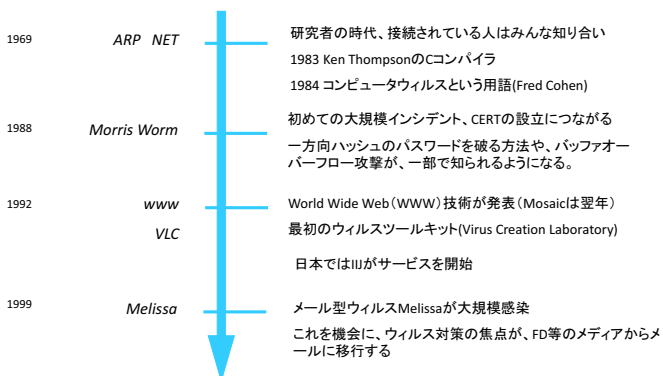 1969 ARP NET 研究者の時代、接続されている人はみんな知り合い
1983 Ken ThompsonのCコンパイラ
1984 コンピュータウィルスという用語(Fred Cohen)
1988 Morris Worm 初めての大規模インシデント、CERTの設立につながる
一方向ハッシュのパスワードを破る方法や、バッファオー
バーフロー攻撃が、一部で知られるようになる。
1992 www World Wide Web（WWW）技術が発表（Mosaicは翌年）
VLC 最初のウィルスツールキット(Virus Creation Laboratory)
日本ではIIJがサービスを開始
1999 Melissa メール型ウィルスMelissaが大規模感染
これを機会に、ウィルス対策の焦点が、FD等のメディアからメ
ールに移行する